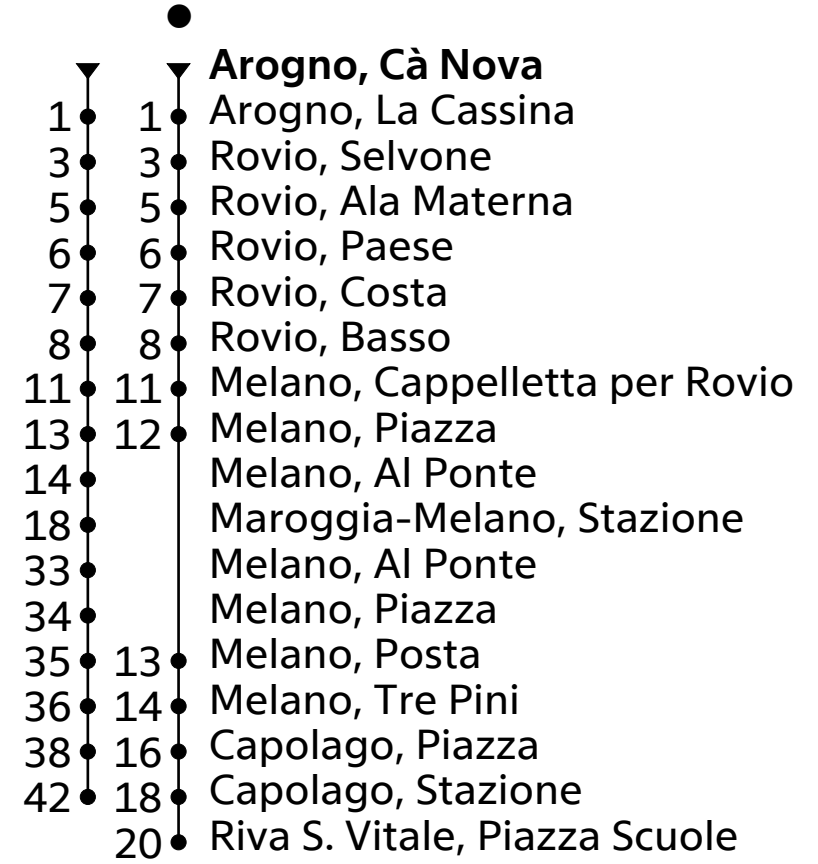 Arogno, Cà Nova
1 1 Arogno, La Cassina
3 3 Rovio, Selvone
5 5 Rovio, Ala Materna
6 6 Rovio, Paese
7 7 Rovio, Costa
8 8 Rovio, Basso
11 11 Melano, Cappelletta per Rovio
13 12 Melano, Piazza
14 Melano, Al Ponte
18 Maroggia-Melano, Stazione
33 Melano, Al Ponte
34 Melano, Piazza
35 13 Melano, Posta
36 14 Melano, Tre Pini
38 16 Capolago, Piazza
42 18 Capolago, Stazione
20 Riva S. Vitale, Piazza Scuole